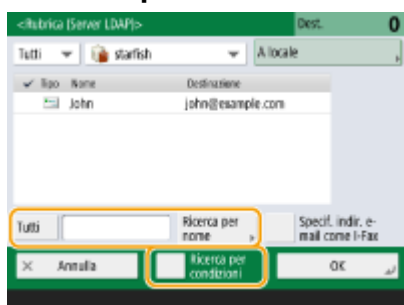 <Rubrica (Server LDAP)> Dest. 0
Tutti starfish A locale
Tipo Nome Destinazione
John john@example.com
Tutti Ricerca per nome Specif. indir. e-mail come I-Fax
Annulla Ricerca per condizioni OK